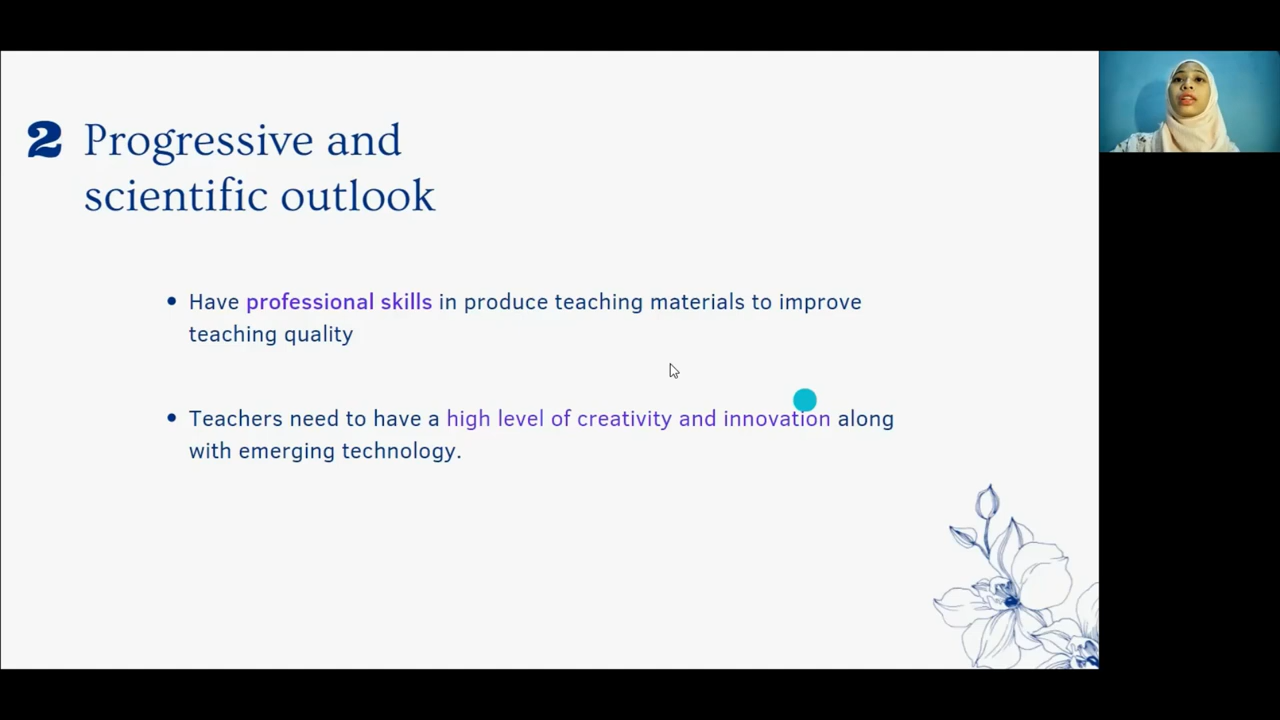 2 Progressive and
scientific outlook
• Have professional skills in produce teaching materials to improve
teaching quality
• Teachers need to have a high level of creativity and innovation along
with emerging technology.